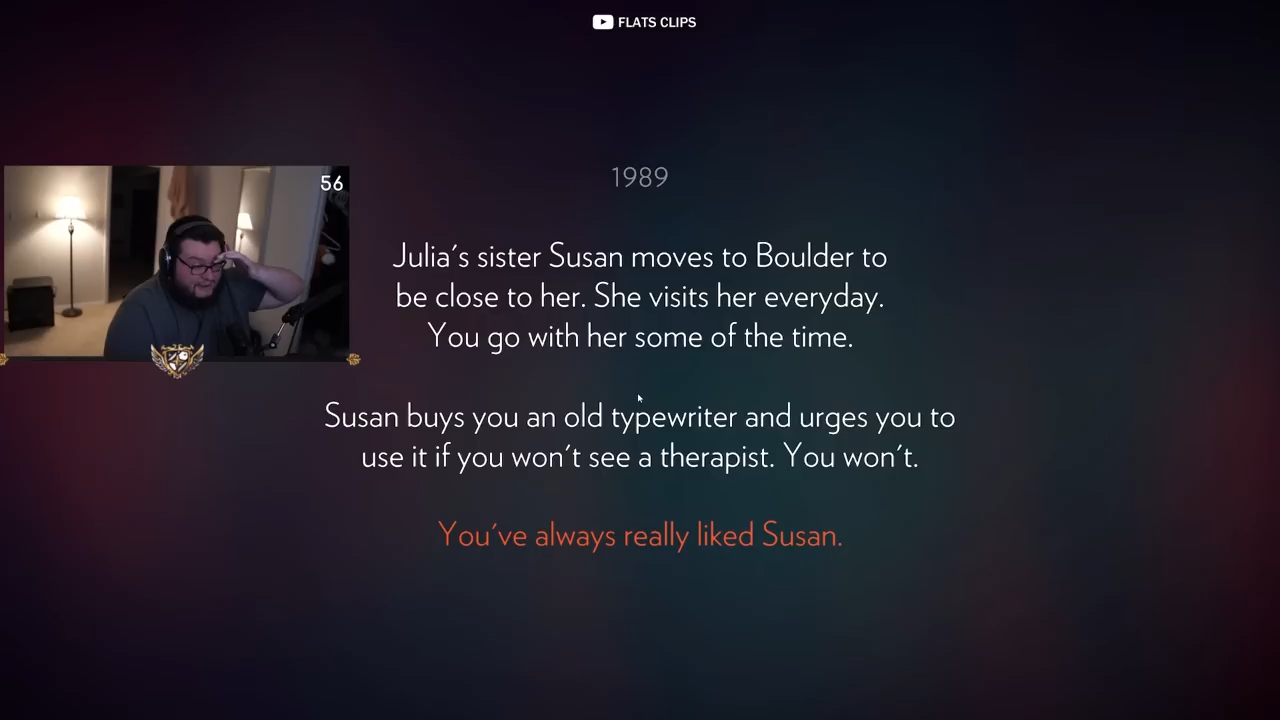 FLATS CLIPS
1989
56
Julia's sister Susan moves to Boulder to
be close to her. She visits her everyday.
You go with her some of the time.
Susan buys you an old typewriter and urges you to
use it if you won't see a therapist. You won't.
You've always really liked Susan.